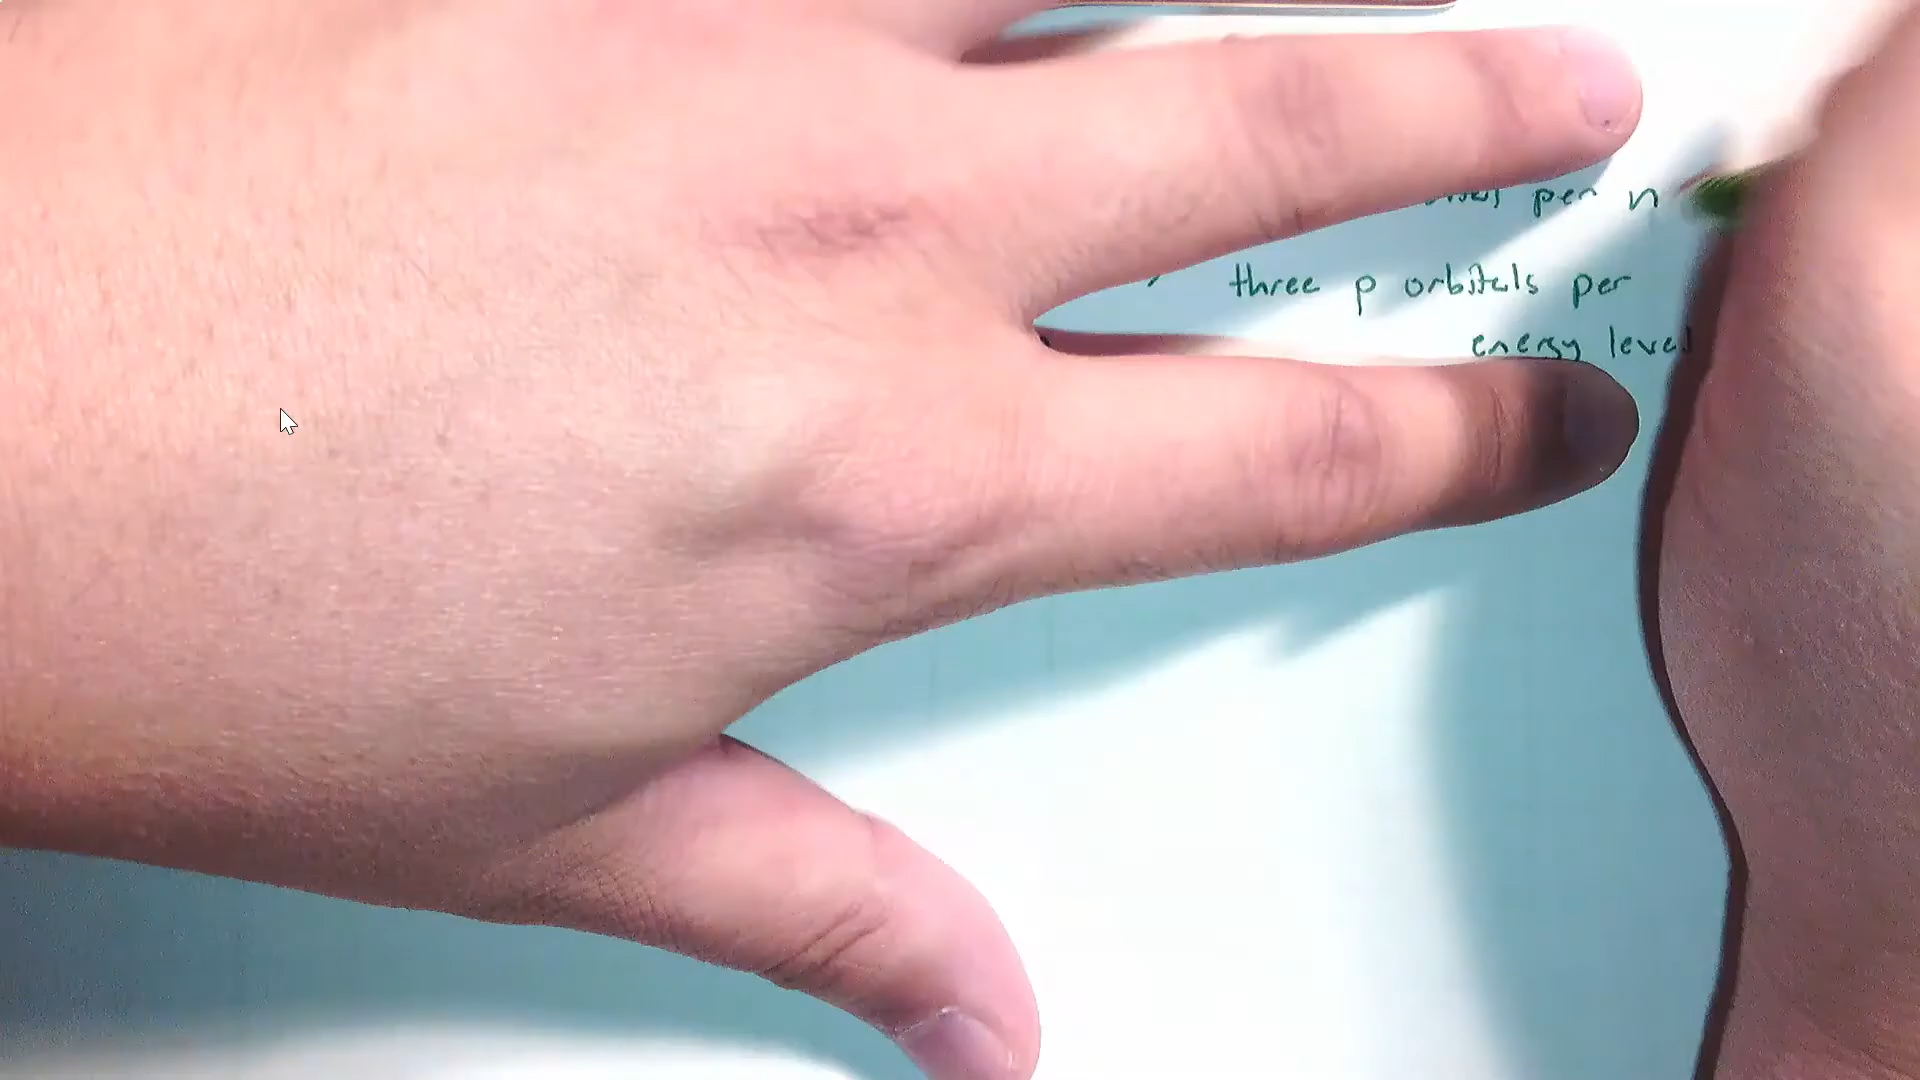 per n
three p orbitals per
energy level